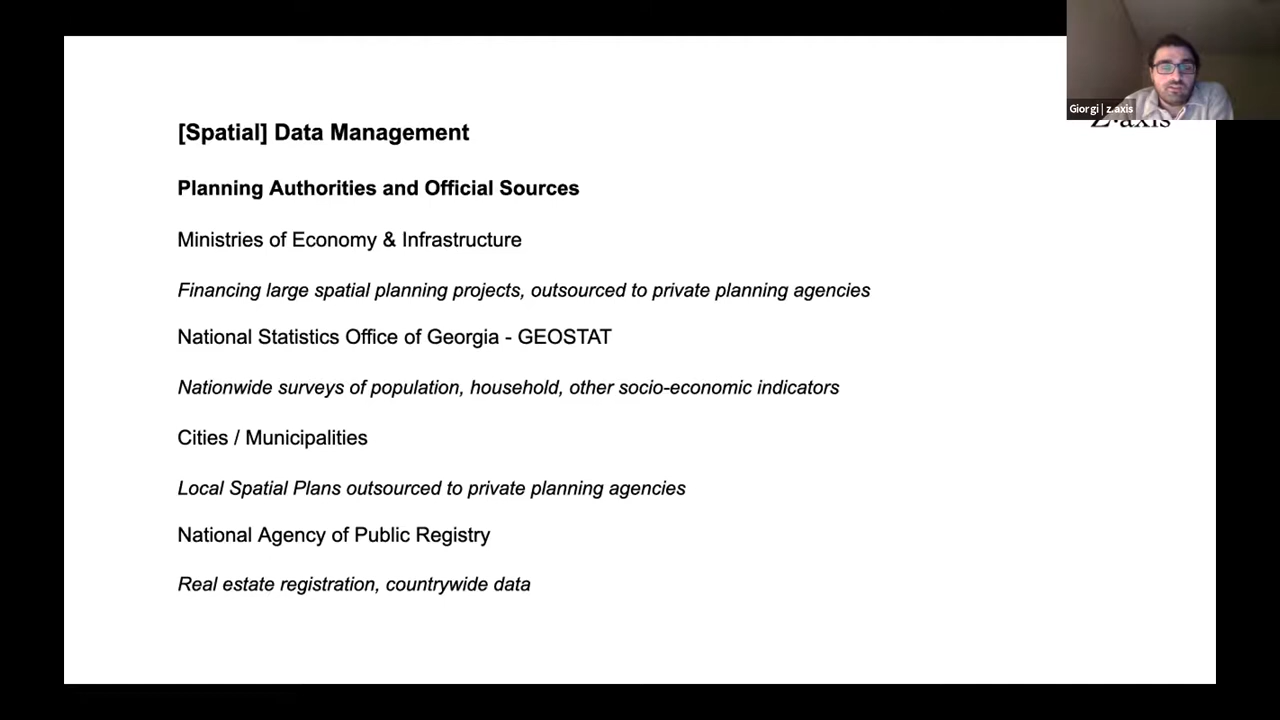 Giorgi | z.axis
Z·axis
[Spatial] Data Management
Planning Authorities and Official Sources
Ministries of Economy & Infrastructure
Financing large spatial planning projects, outsourced to private planning agencies
National Statistics Office of Georgia - GEOSTAT
Nationwide surveys of population, household, other socio-economic indicators
Cities / Municipalities
Local Spatial Plans outsourced to private planning agencies
National Agency of Public Registry
Real estate registration, countrywide data